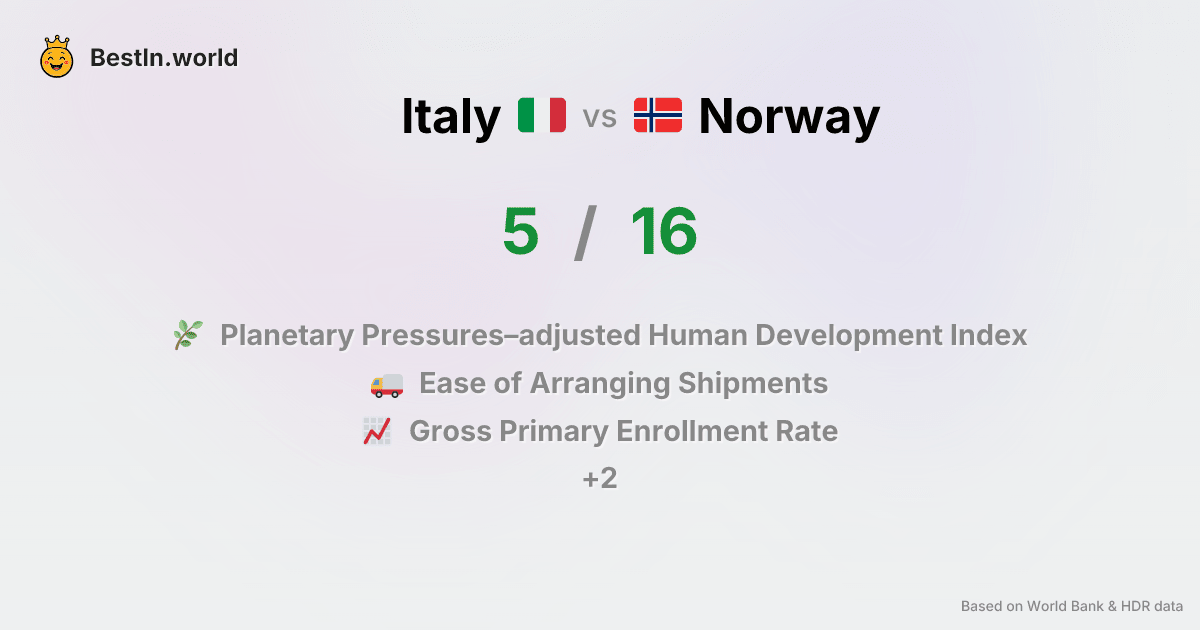 BestIn.world
Italy vs Norway
5 / 16
Planetary Pressures–adjusted Human Development Index
Ease of Arranging Shipments
Gross Primary Enrollment Rate
+2
Based on World Bank & HDR data